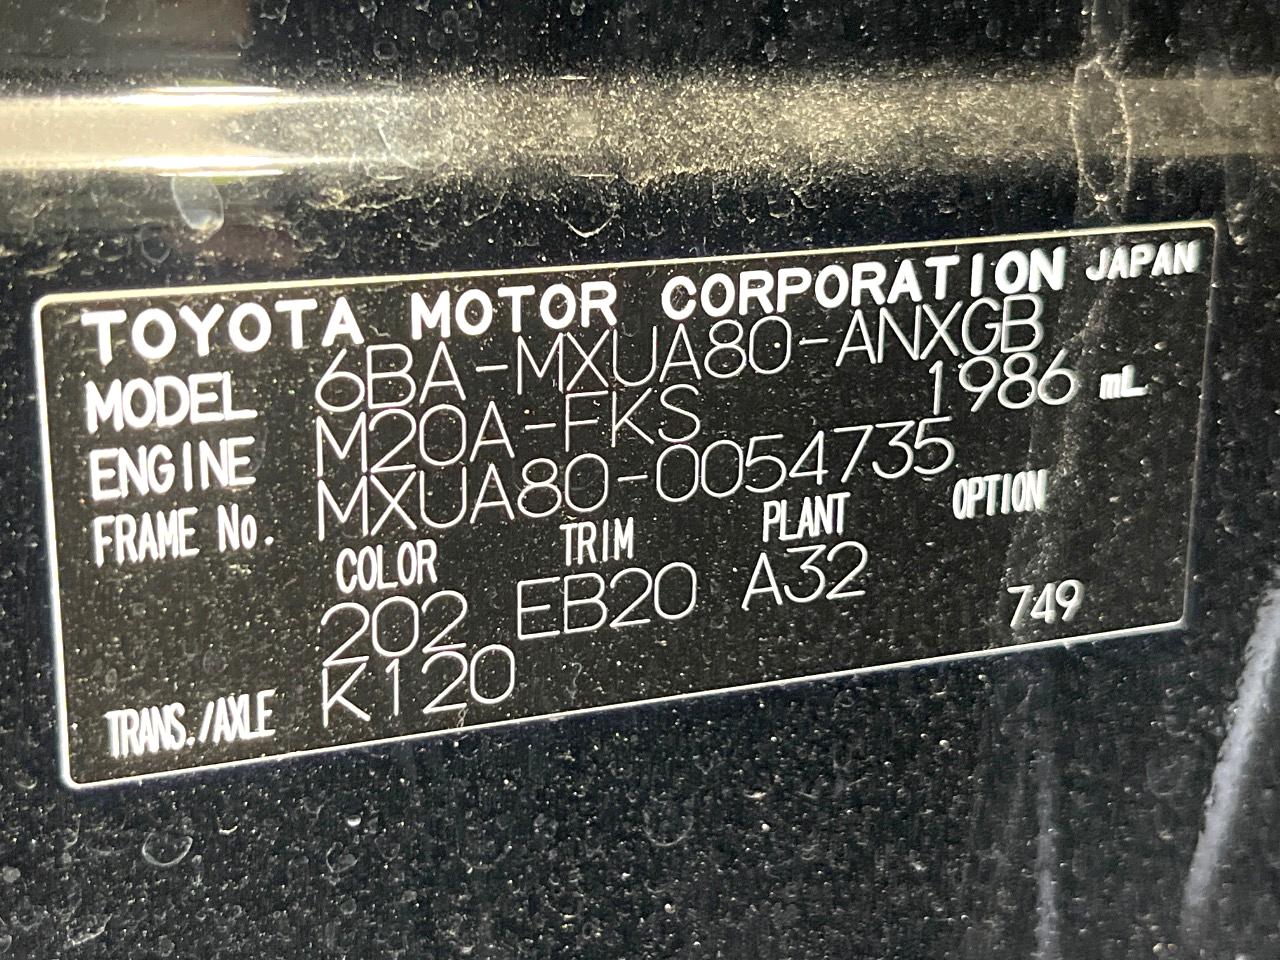 TOYOTA MOTOR CORPORATION JAPAN
MODEL 6BA-MXUA80-ANXGB
ENGINE M20A-FKS 1986 mL
FRAME No. MXUA80-0054735
COLOR TRIM PLANT OPTION
202 EB20 A32 749
TRANS./AXLE K120